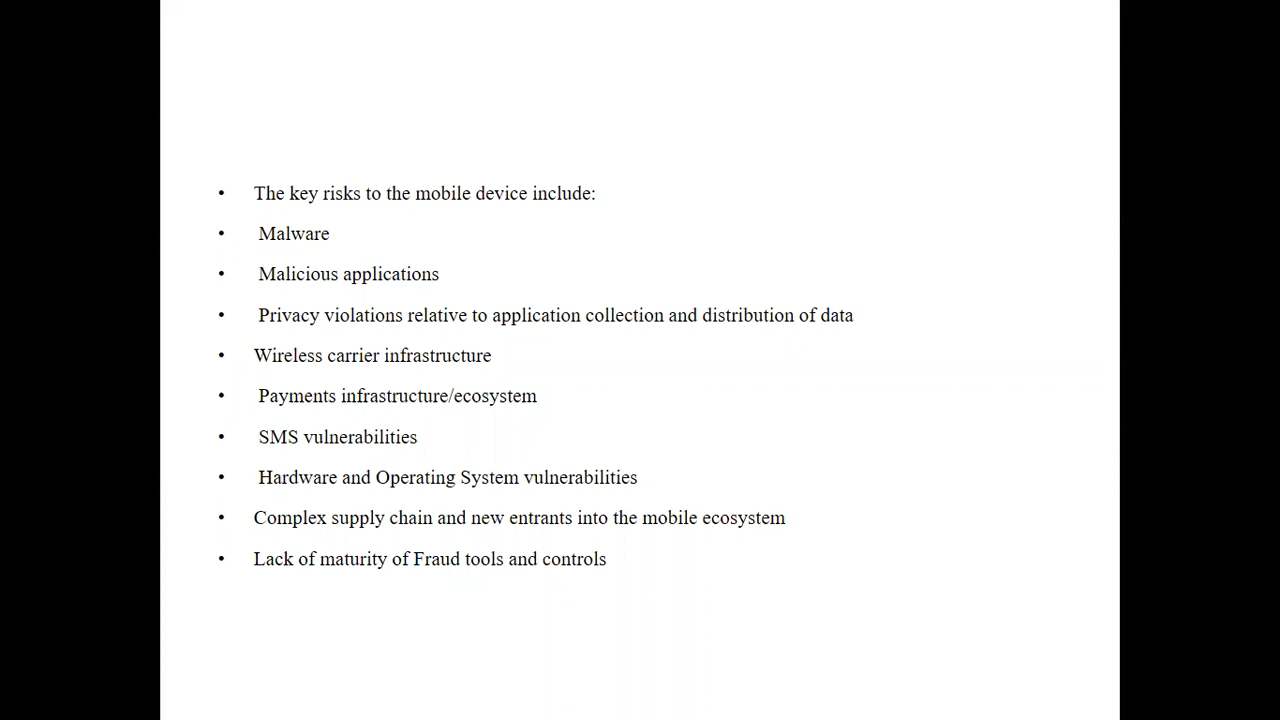 • The key risks to the mobile device include:
• Malware
• Malicious applications
• Privacy violations relative to application collection and distribution of data
• Wireless carrier infrastructure
• Payments infrastructure/ecosystem
• SMS vulnerabilities
• Hardware and Operating System vulnerabilities
• Complex supply chain and new entrants into the mobile ecosystem
• Lack of maturity of Fraud tools and controls